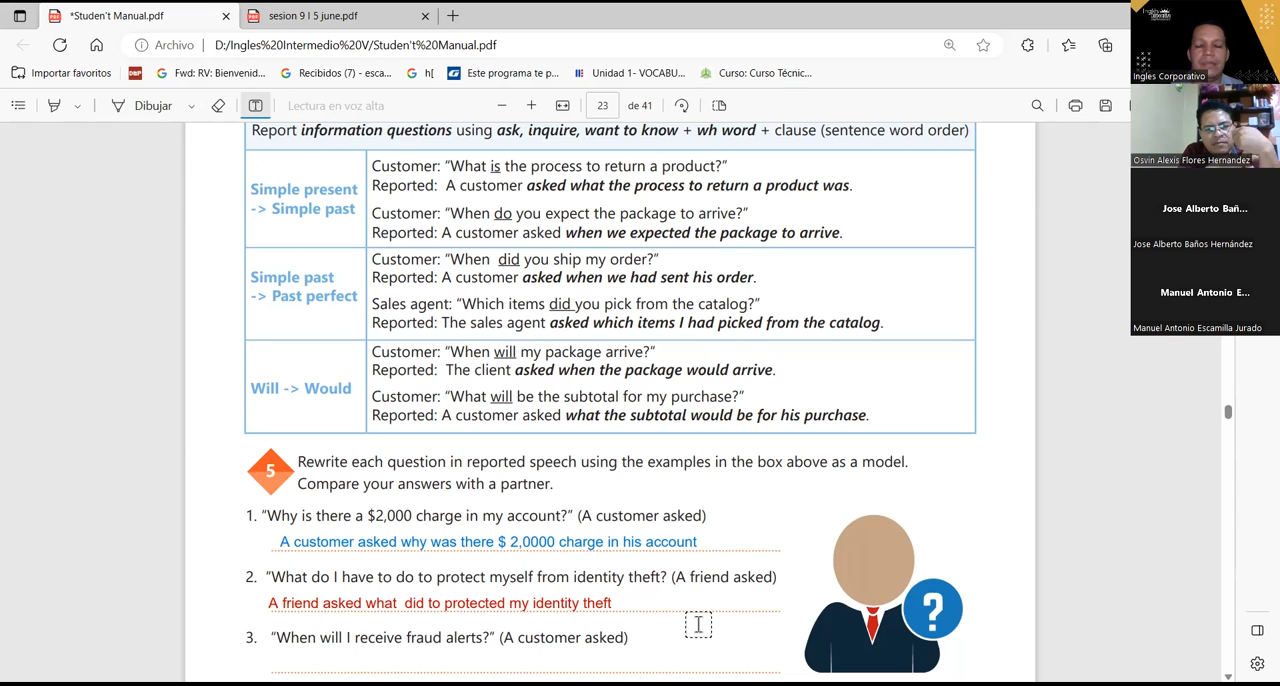 *Studen't Manual.pdf
sesion 9 l 5 june.pdf
Archivo
D:/Ingles%20Intermedio%20V/Studen't%20Manual.pdf
Importar favoritos
DBP
Fwd: RV: Bienvenid...
Recibidos (7) - esca...
h[
Este programa te p...
Unidad 1- VOCABU...
Curso: Curso Técnic...
Dibujar
Lectura en voz alta
23
de 41
Report information questions using ask, inquire, want to know + wh word + clause (sentence word order)
Simple present
-> Simple past
Customer: “What is the process to return a product?”
Reported: A customer asked what the process to return a product was.
Customer: “When do you expect the package to arrive?”
Reported: A customer asked when we expected the package to arrive.
Simple past
-> Past perfect
Customer: “When did you ship my order?”
Reported: A customer asked when we had sent his order.
Sales agent: “Which items did you pick from the catalog?”
Reported: The sales agent asked which items I had picked from the catalog.
Will -> Would
Customer: “When will my package arrive?”
Reported: The client asked when the package would arrive.
Customer: “What will be the subtotal for my purchase?”
Reported: A customer asked what the subtotal would be for his purchase.
5
Rewrite each question in reported speech using the examples in the box above as a model.
Compare your answers with a partner.
1. “Why is there a $2,000 charge in my account?” (A customer asked)
A customer asked why was there $ 2,0000 charge in his account
2. “What do I have to do to protect myself from identity theft? (A friend asked)
A friend asked what did to protected my identity theft
3. “When will I receive fraud alerts?” (A customer asked)
?
Inglés
Corporativo
Ingles Corporativo
Osvin Alexis Flores Hernandez
Jose Alberto Bañ...
Jose Alberto Baños Hernández
Manuel Antonio E...
Manuel Antonio Escamilla Jurado